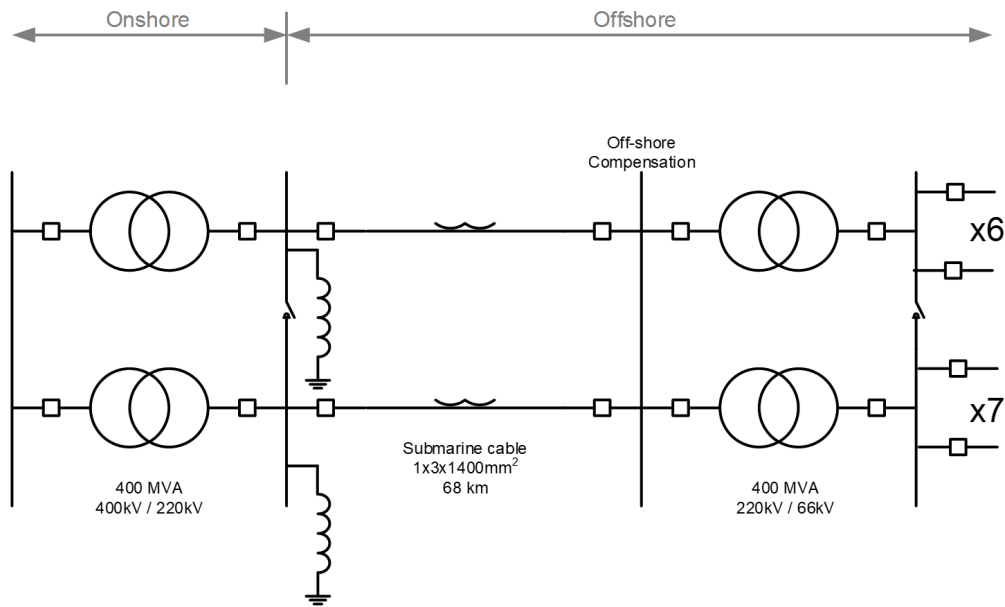 Onshore
Offshore
Off-shore
Compensation
x6
x7
Submarine cable
1x3x1400mm²
68 km
400 MVA
400kV / 220kV
400 MVA
220kV / 66kV